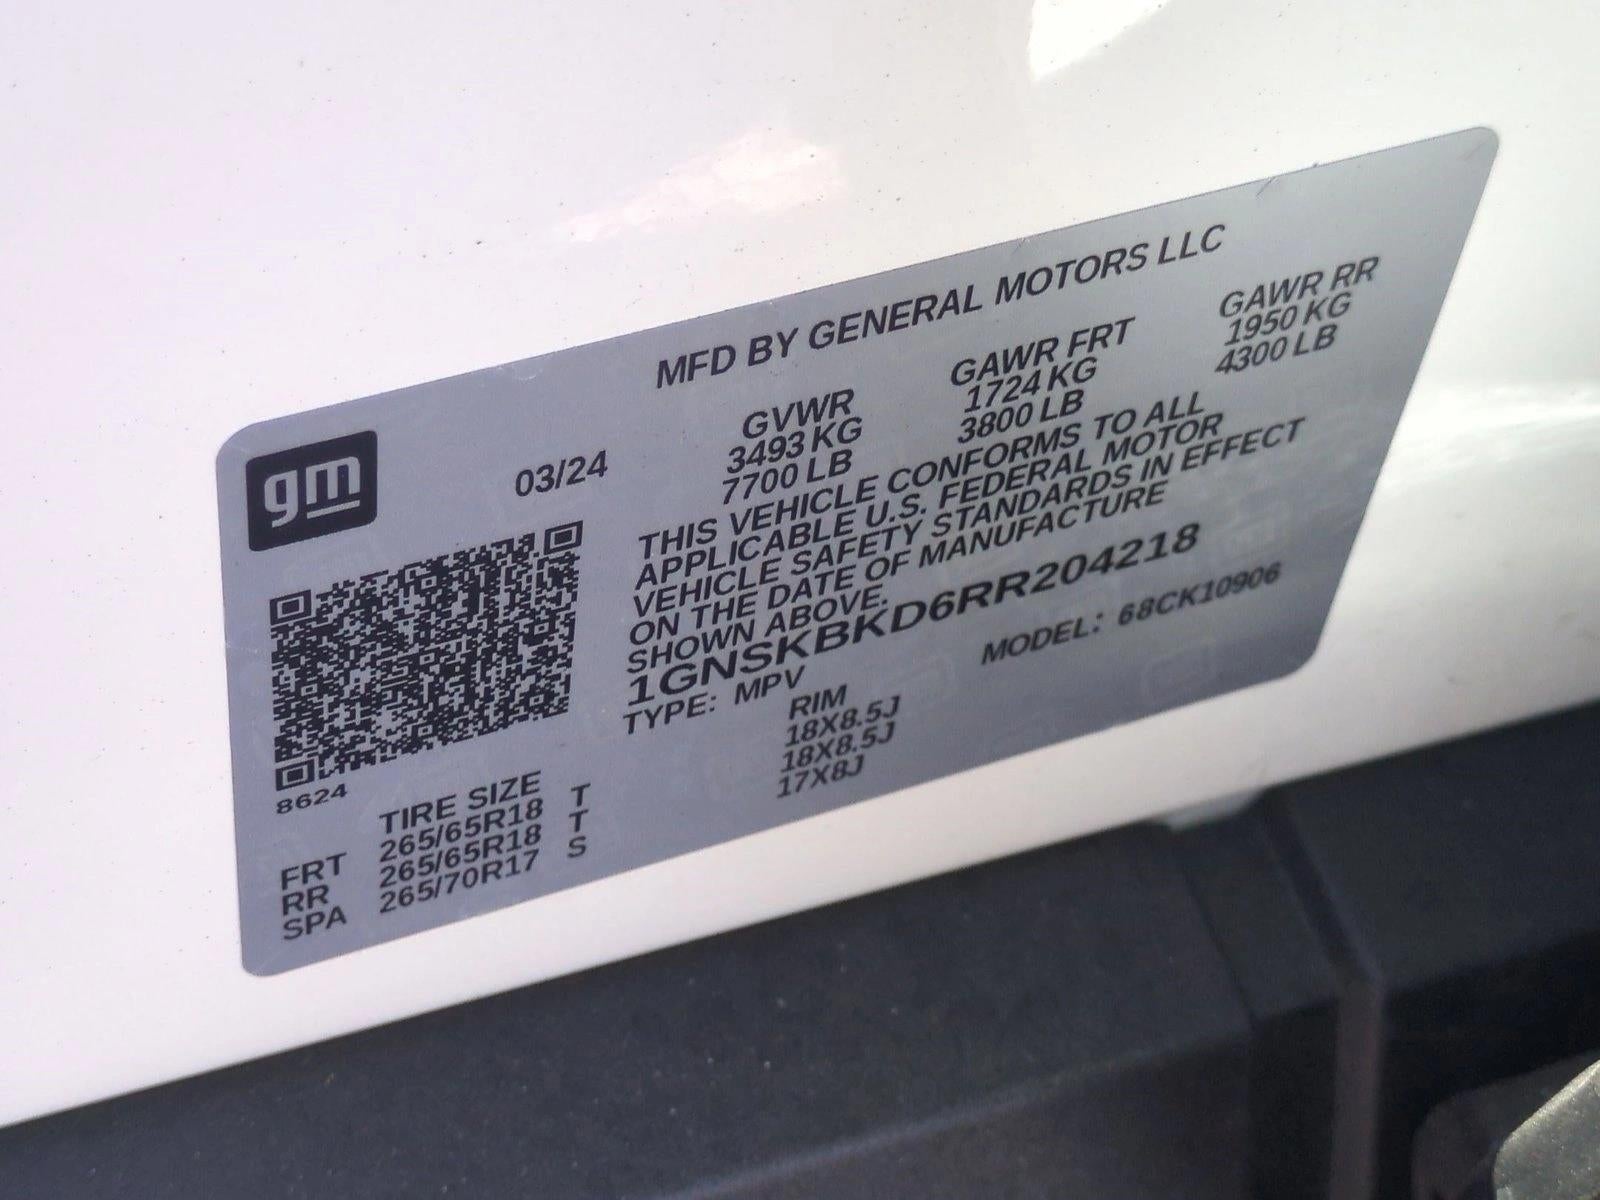 gm
MFD BY GENERAL MOTORS LLC
03/24
GVWR GAWR FRT GAWR RR
3493 KG 1724 KG 1950 KG
7700 LB 3800 LB 4300 LB
THIS VEHICLE CONFORMS TO ALL
APPLICABLE U.S. FEDERAL MOTOR
VEHICLE SAFETY STANDARDS IN EFFECT
ON THE DATE OF MANUFACTURE
SHOWN ABOVE.
1GNSKBKD6RR204218
TYPE: MPV MODEL: 68CK10906
8624
TIRE SIZE RIM
FRT 265/65R18 T 18X8.5J
RR 265/65R18 T 18X8.5J
SPA 265/70R17 S 17X8J